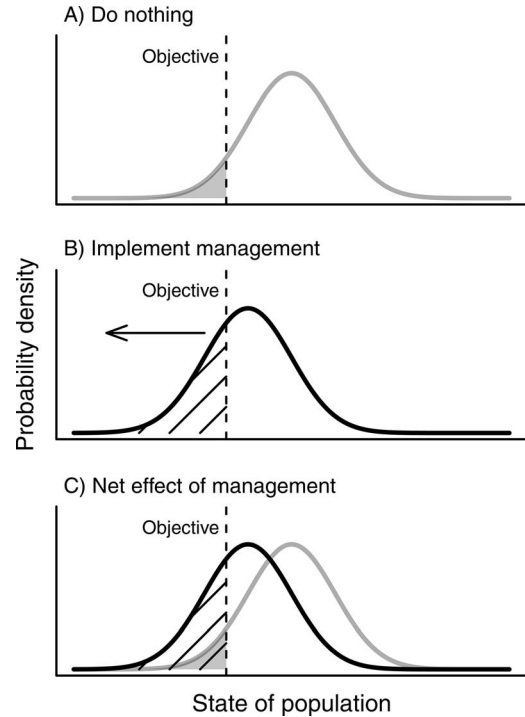 A) Do nothing
Objective
B) Implement management
Objective
Probability density
C) Net effect of management
Objective
State of population